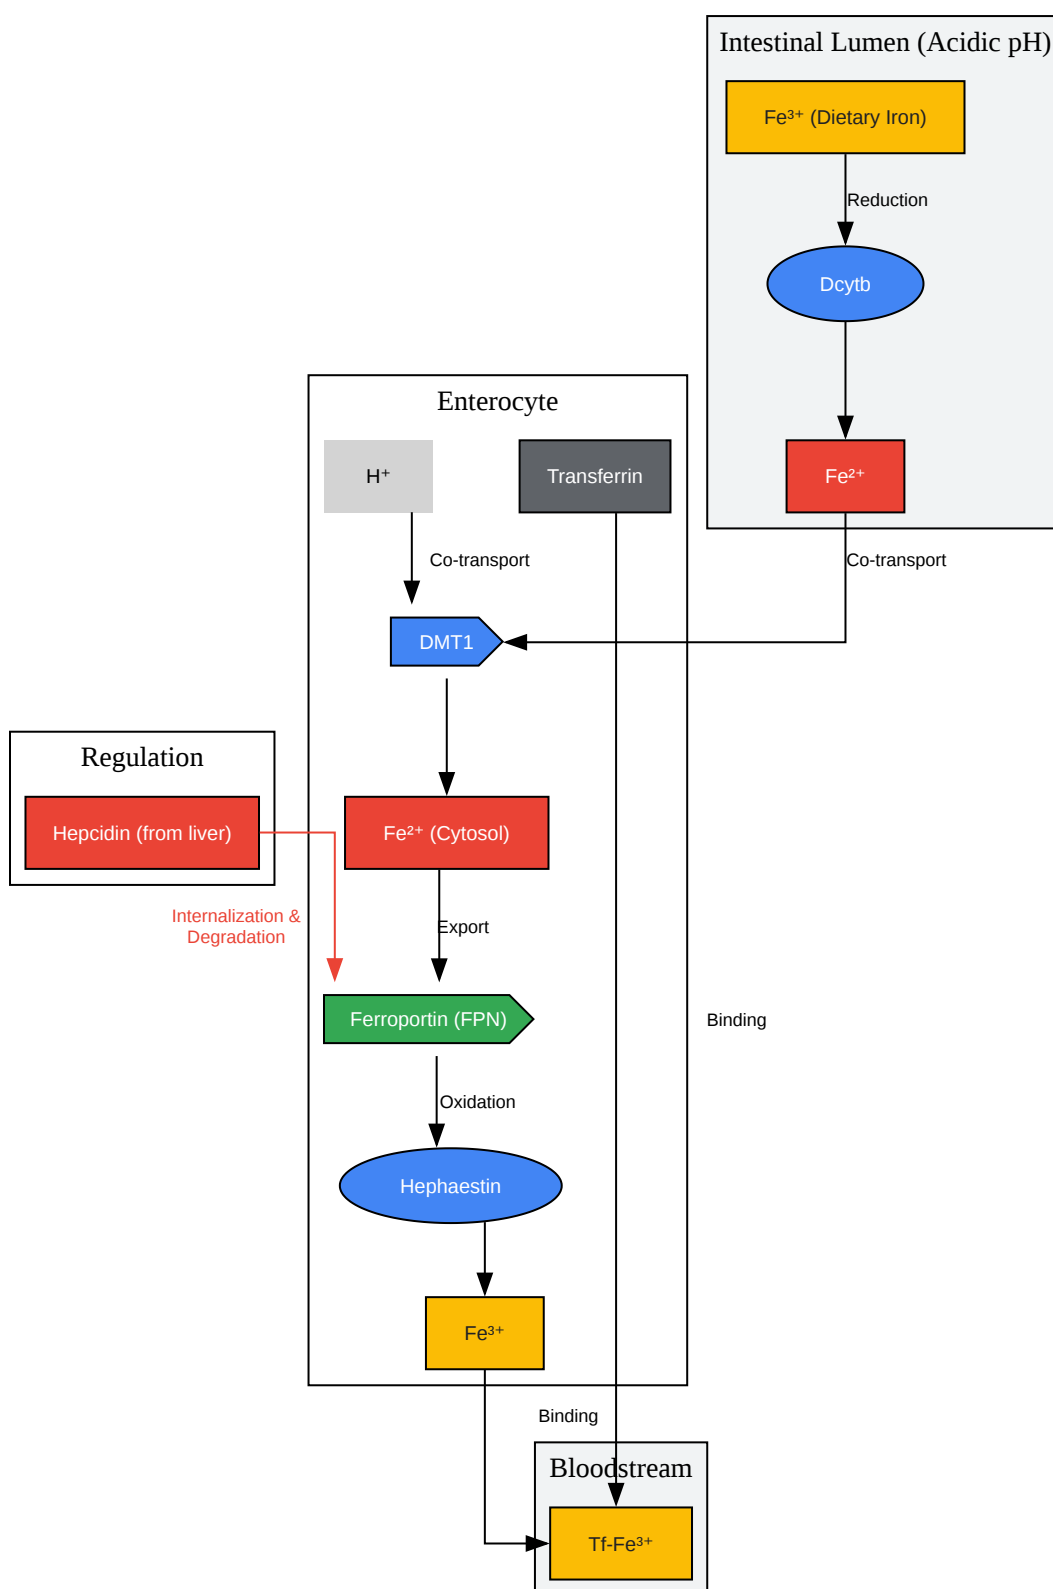 Intestinal Lumen (Acidic pH)
Fe³⁺ (Dietary Iron)
Reduction
Dcytb
Enterocyte
H⁺
Transferrin
Fe²⁺
Co-transport
Co-transport
DMT1
Regulation
Hepcidin (from liver)
Fe²⁺ (Cytosol)
Internalization &
Degradation
Export
Ferroportin (FPN)
Binding
Oxidation
Hephaestin
Fe³⁺
Binding
Bloodstream
Tf-Fe³⁺